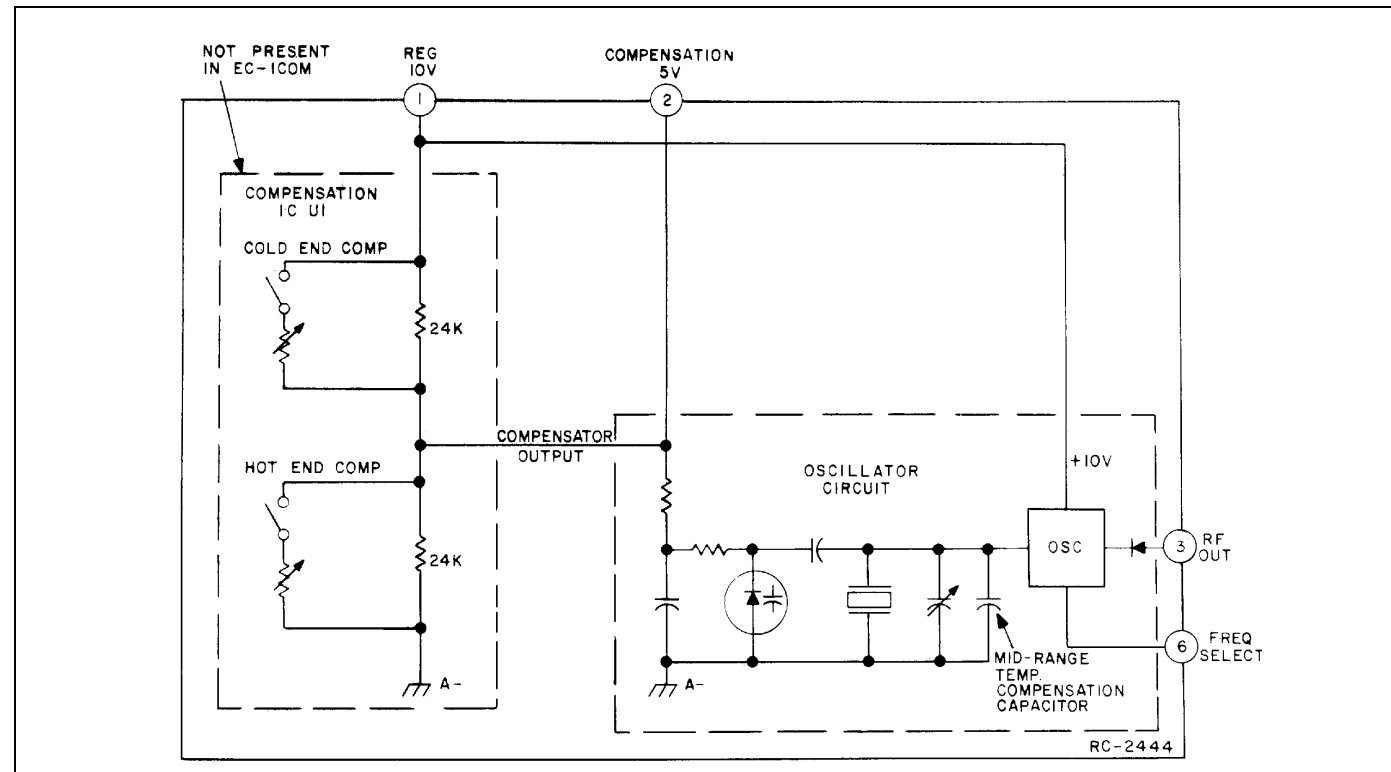 NOT PRESENT
IN EC-ICOM
REG
10V
COMPENSATION
5V
1
2
COMPENSATION
IC U1
COLD END COMP
24K
COMPENSATOR
OUTPUT
HOT END COMP
24K
A-
OSCILLATOR
CIRCUIT
+10V
OSC
3
RF
OUT
6
FREQ
SELECT
MID-RANGE
TEMP.
COMPENSATION
CAPACITOR
A-
RC-2444